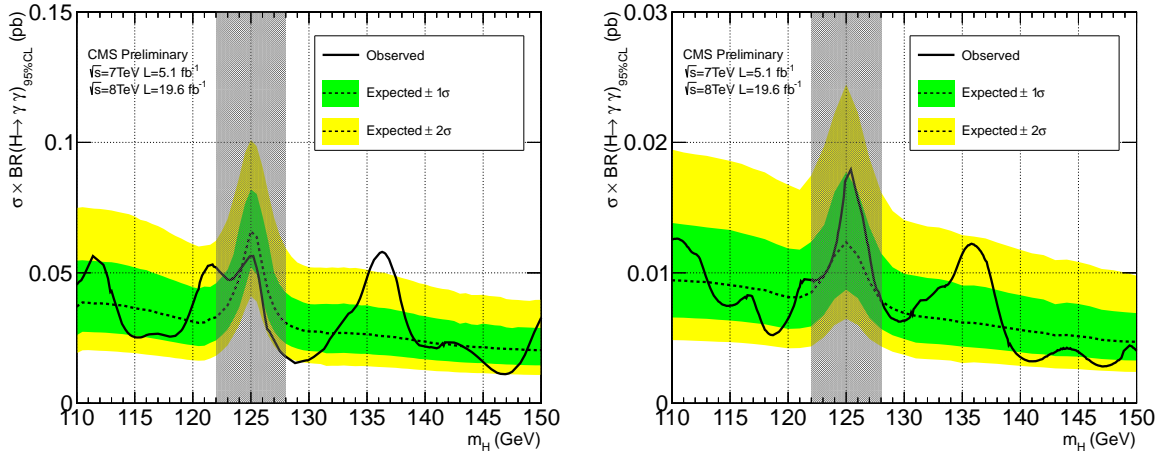 σ × BR(H→ γ γ)95%CL (pb)
0.15
0.1
0.05
0
CMS Preliminary
√s=7TeV L=5.1 fb-1
√s=8TeV L=19.6 fb-1
Observed
Expected ± 1σ
Expected ± 2σ
110 115 120 125 130 135 140 145 150
mH (GeV)
σ × BR(H→ γ γ)95%CL (pb)
0.03
0.02
0.01
0
CMS Preliminary
√s=7TeV L=5.1 fb-1
√s=8TeV L=19.6 fb-1
Observed
Expected ± 1σ
Expected ± 2σ
110 115 120 125 130 135 140 145 150
mH (GeV)